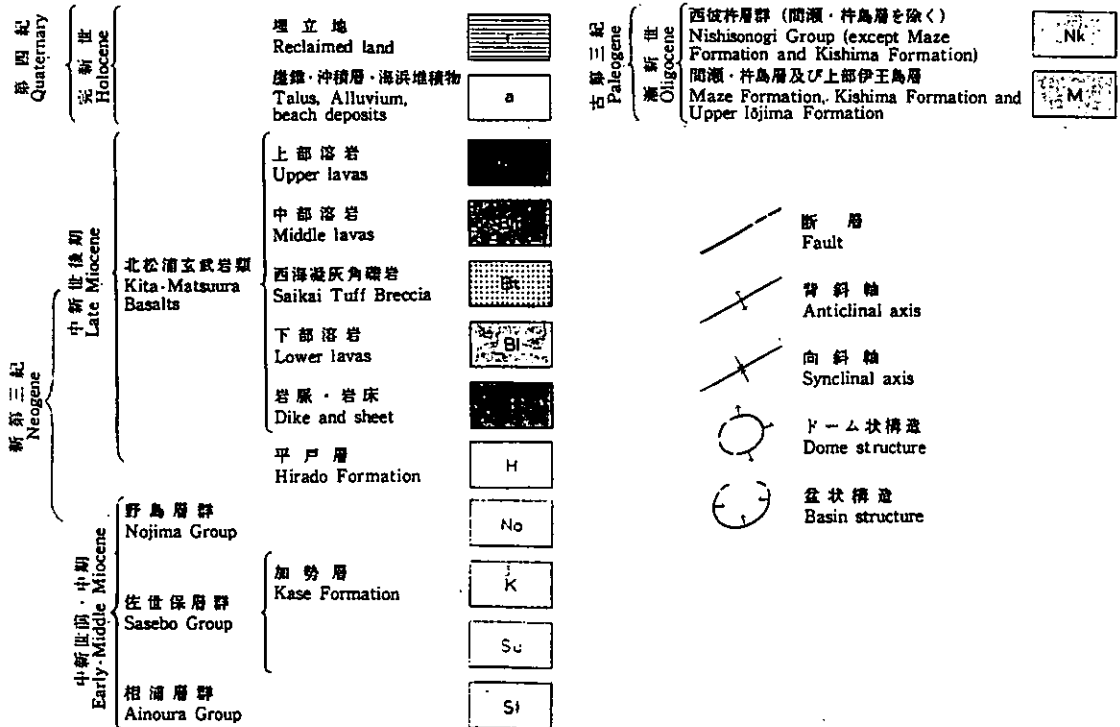 第四紀
Quaternary
完新世
Holocene
埋立地
Reclaimed land
r
崖錐・沖積層・海浜堆積物
Talus, Alluvium,
beach deposits
a
新第三紀
Neogene
中新世後期
Late Miocene
北松浦玄武岩類
Kita-Matsuura
Basalts
上部溶岩
Upper lavas
中部溶岩
Middle lavas
西海凝灰角礫岩
Saikai Tuff Breccia
Bt
下部溶岩
Lower lavas
Bl
岩脈・岩床
Dike and sheet
平戸層
Hirado Formation
H
中新世前・中期
Early-Middle Miocene
野島層群
Nojima Group
No
佐世保層群
Sasebo Group
加勢層
Kase Formation
K
Su
相浦層群
Ainoura Group
Sl
古第三紀
Paleogene
漸新世
Oligocene
西彼杵層群（間瀬・杵島層を除く）
Nishisonogi Group (except Maze
Formation and Kishima Formation)
Nk
間瀬・杵島層及び上部伊王島層
Maze Formation, Kishima Formation and
Upper Iōjima Formation
M
断層
Fault
背斜軸
Anticlinal axis
向斜軸
Synclinal axis
ドーム状構造
Dome structure
盆状構造
Basin structure